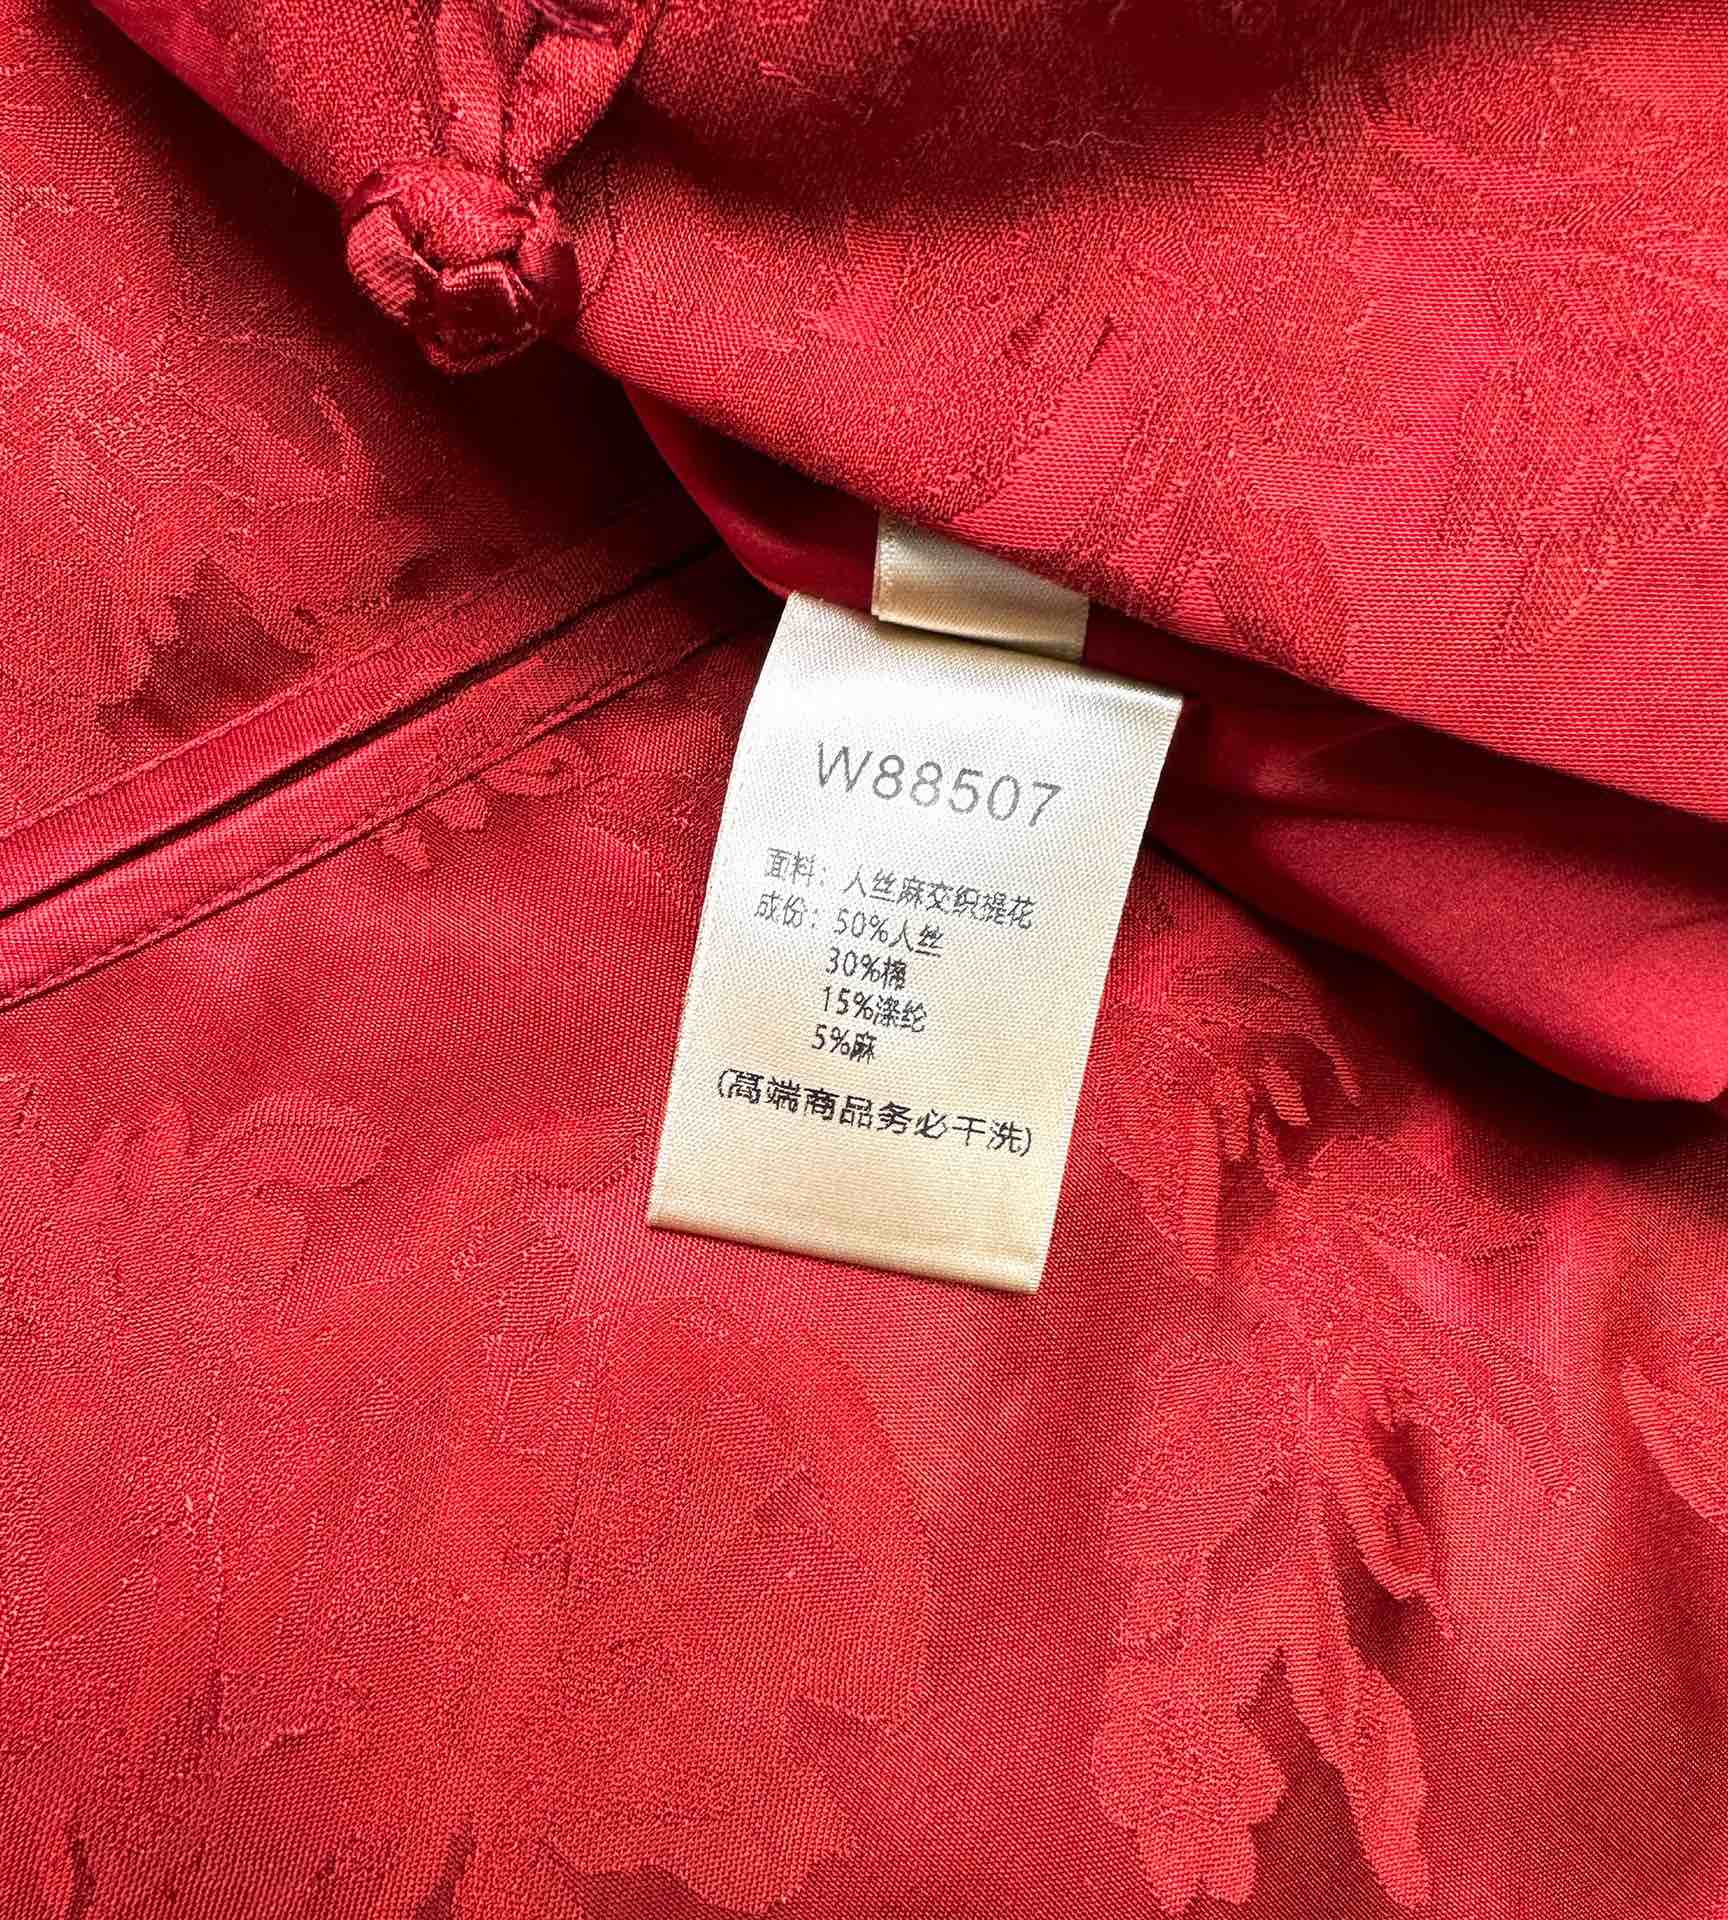 W88507
面料：人丝麻交织提花
成份：50%人丝
30%棉
15%涤纶
5%麻
(高端商品务必干洗)